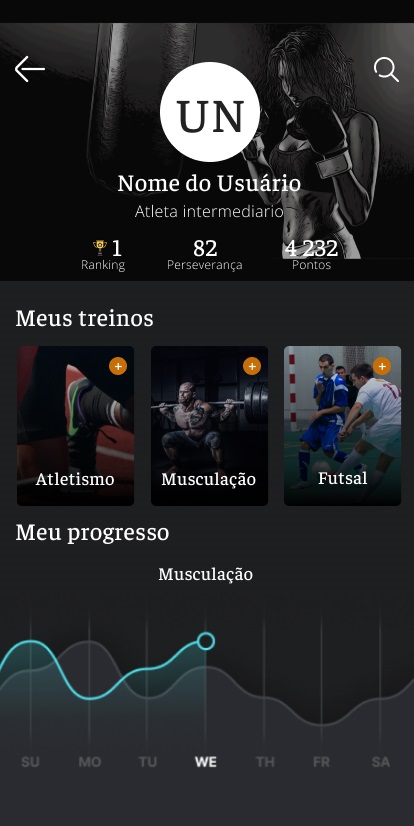 UN
Nome do Usuário
Atleta intermediario
1 82 4 232
Ranking Perseverança Pontos
Meus treinos
+ + +
Atletismo Musculação Futsal
Meu progresso
Musculação
SU MO TU WE TH FR SA